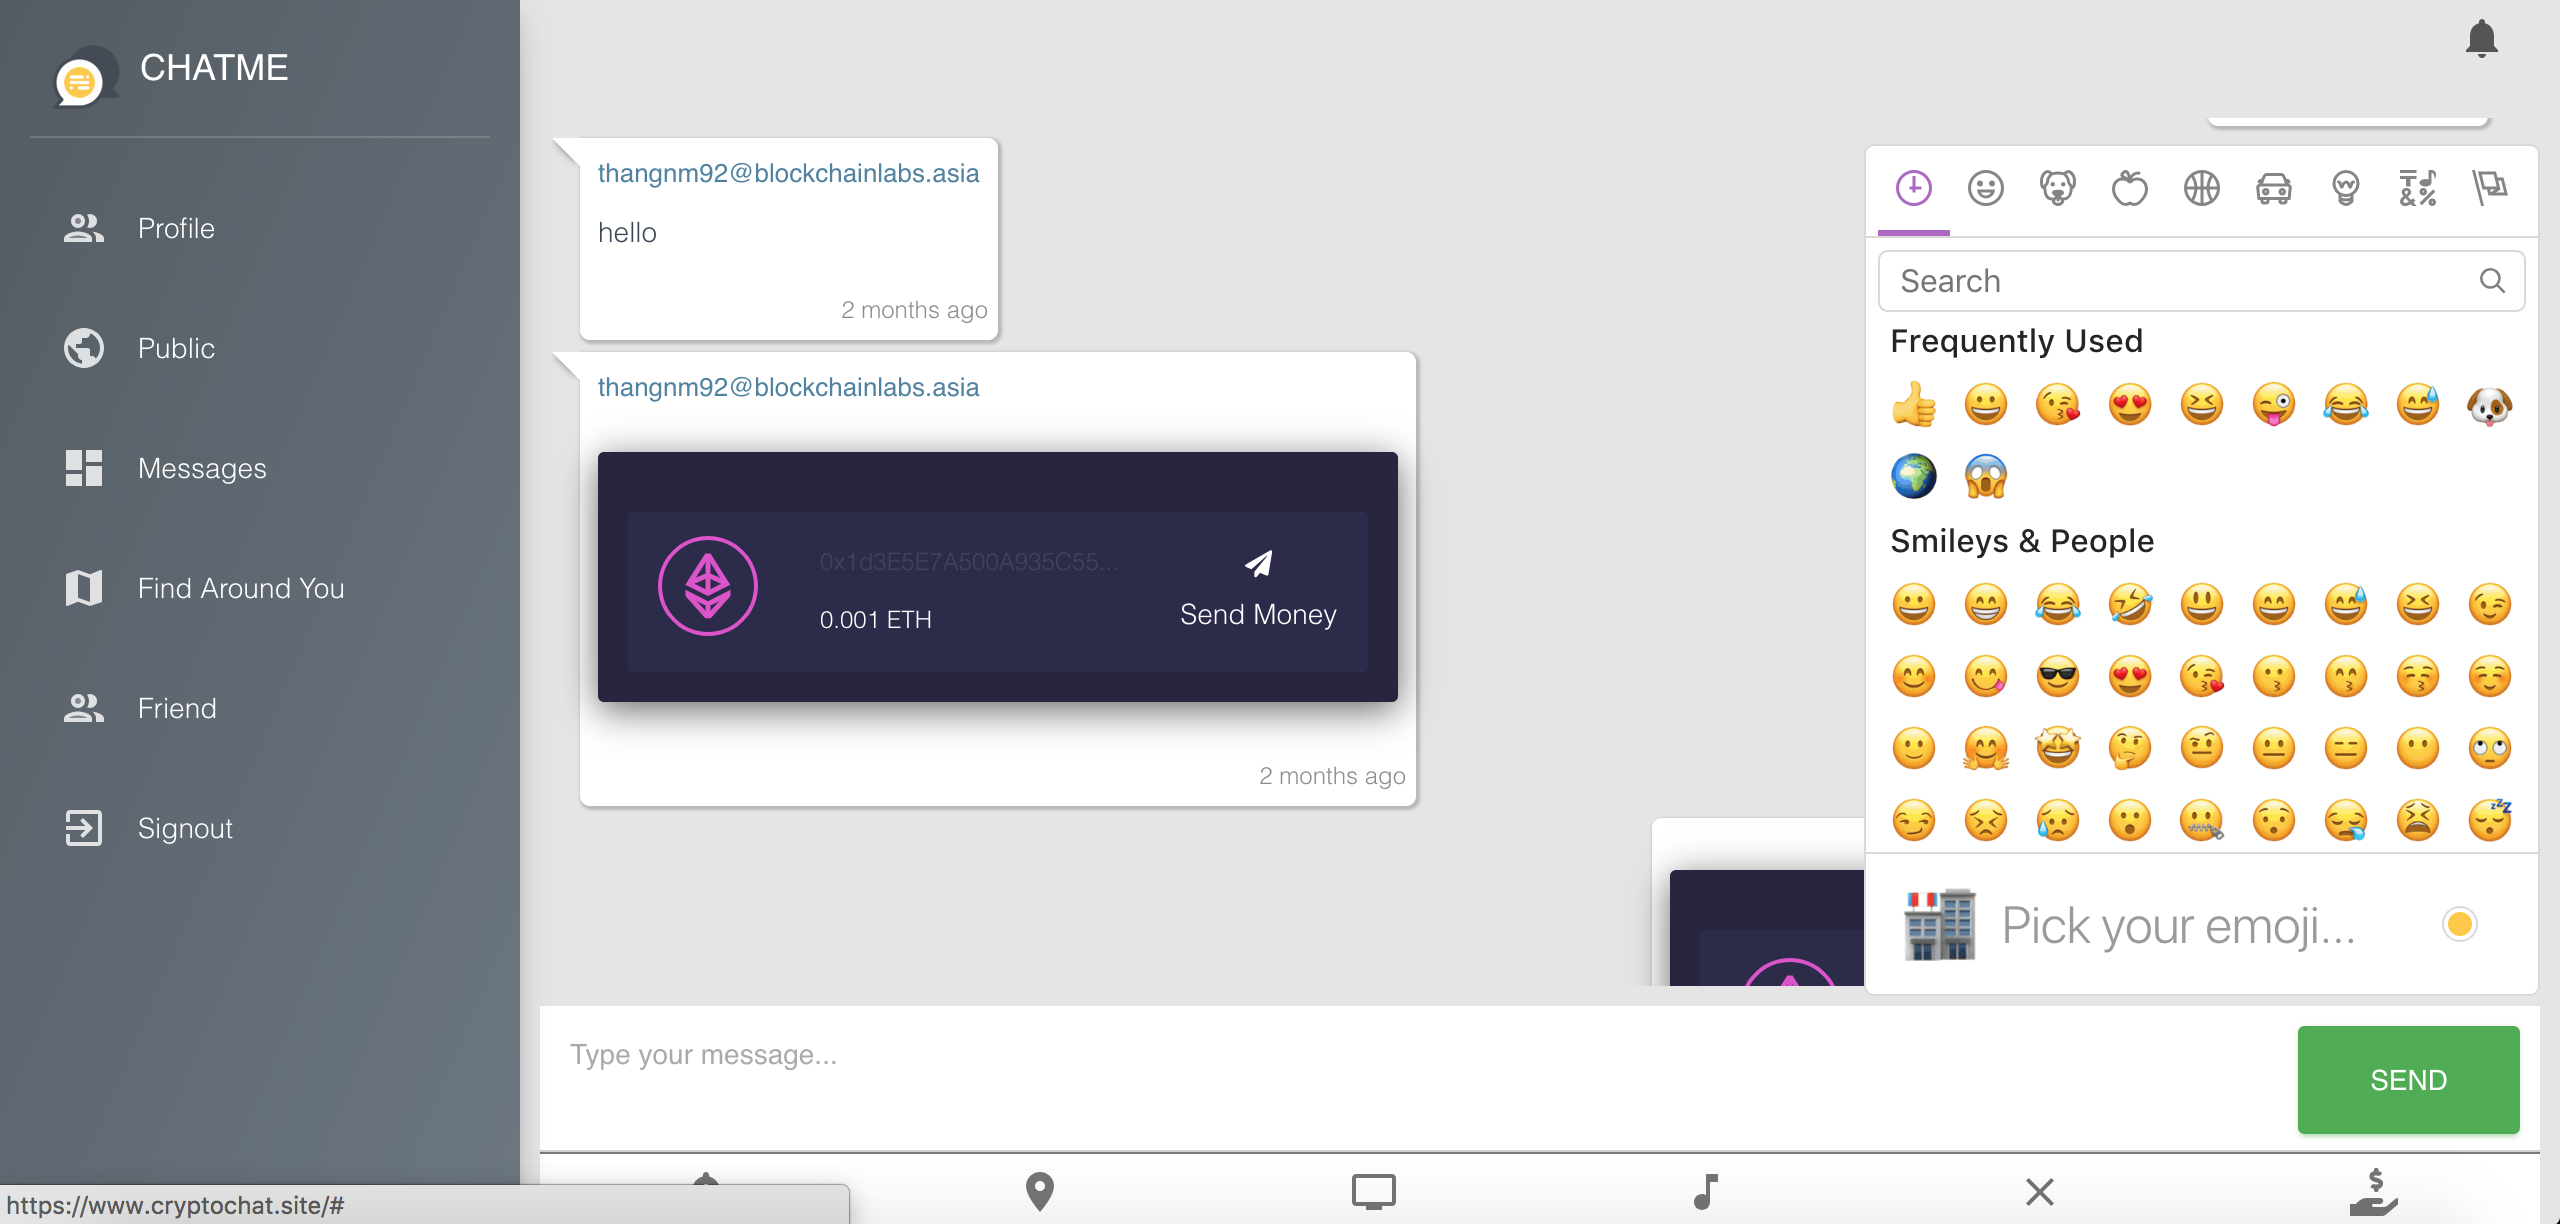 CHATME
Profile
Public
Messages
Find Around You
Friend
Signout
thangnm92@blockchainlabs.asia
hello
2 months ago
thangnm92@blockchainlabs.asia
0x1d3E5E7A500A935C55...
0.001 ETH
Send Money
2 months ago
Search
Frequently Used
Smileys & People
Pick your emoji...
Type your message...
SEND
https://www.cryptochat.site/#